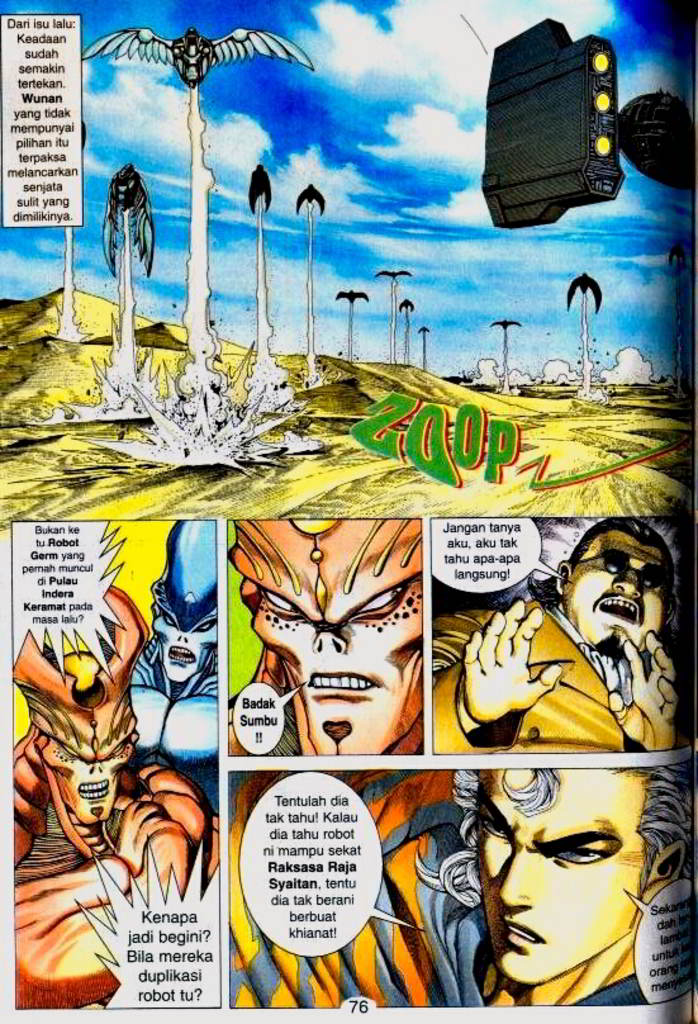 Dari isu lalu:
Keadaan
sudah
semakin
tertekan.
Wunan
yang tidak
mempunyai
pilihan itu
terpaksa
melancarkan
senjata
sulit yang
dimilikinya.
ZOOP
Bukan ke
tu Robot
Germ yang
pernah muncul
di Pulau
Indera
Keramat pada
masa lalu?
Kenapa
jadi begini?
Bila mereka
duplikasi
robot tu?
Badak
Sumbu
!!
Jangan tanya
aku, aku tak
tahu apa-apa
langsung!
Tentulah dia
tak tahu! Kalau
dia tahu robot
ni mampu sekat
Raksasa Raja
Syaitan, tentu
dia tak berani
berbuat
khianat!
dah
untuk
orang
76